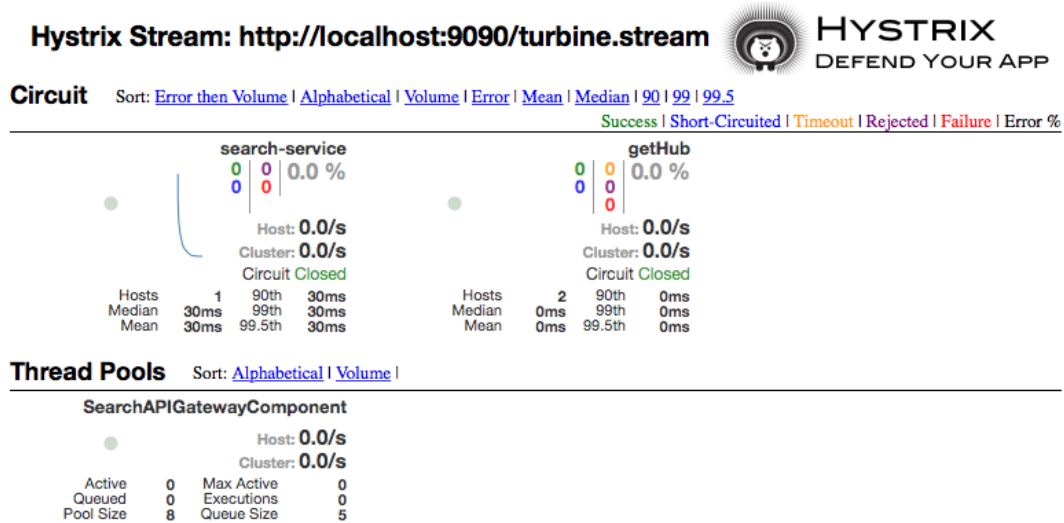 Hystrix Stream: http://localhost:9090/turbine.stream
HYSTRIX
DEFEND YOUR APP
Circuit Sort: Error then Volume | Alphabetical | Volume | Error | Mean | Median | 90 | 99 | 99.5
Success | Short-Circuited | Timeout | Rejected | Failure | Error %
search-service
0 0 0.0 %
0 0
Host: 0.0/s
Cluster: 0.0/s
Circuit Closed
Hosts 1 90th 30ms
Median 30ms 99th 30ms
Mean 30ms 99.5th 30ms
getHub
0 0 0.0 %
0 0
0
Host: 0.0/s
Cluster: 0.0/s
Circuit Closed
Hosts 2 90th 0ms
Median 0ms 99th 0ms
Mean 0ms 99.5th 0ms
Thread Pools Sort: Alphabetical | Volume |
SearchAPIGatewayComponent
Host: 0.0/s
Cluster: 0.0/s
Active 0 Max Active 0
Queued 0 Executions 0
Pool Size 8 Queue Size 5